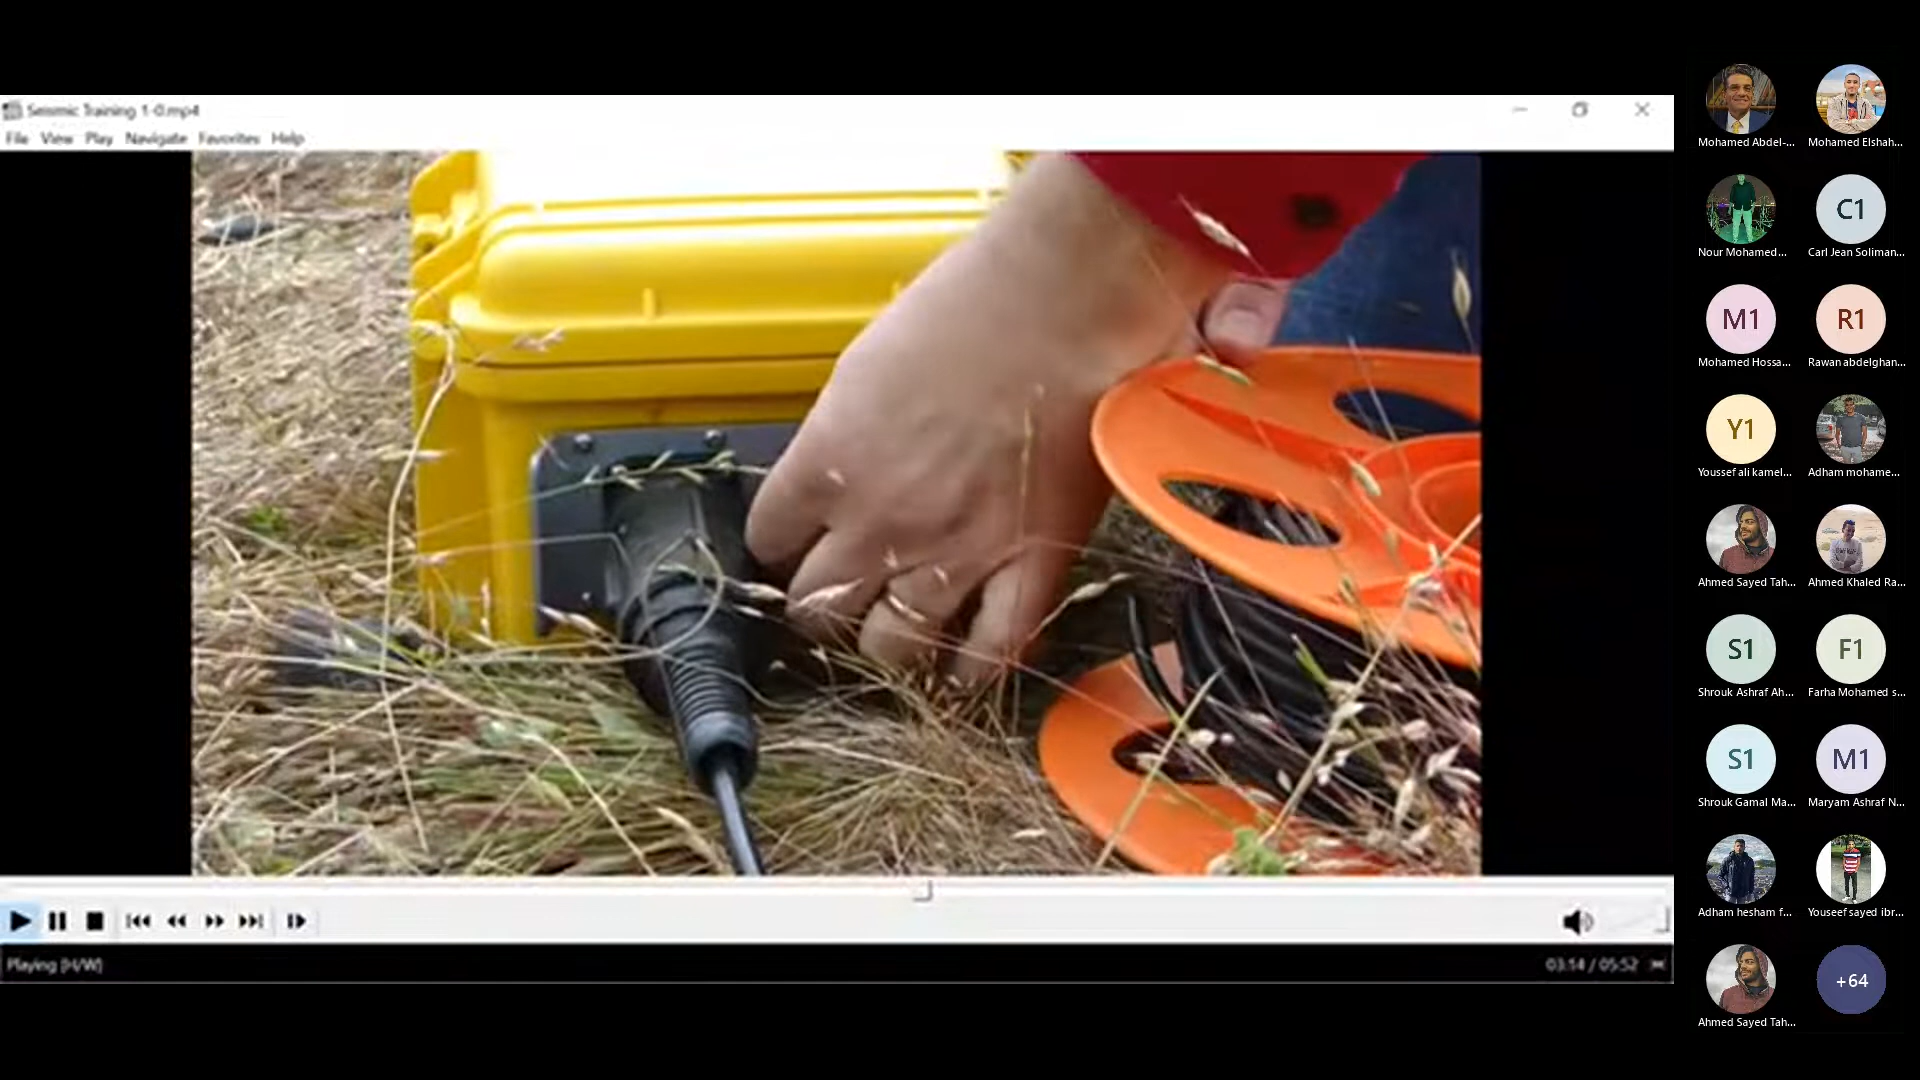 Seismic Training 1-0.mp4
File View Play Navigate Favorites Help
Playing [H/W]
03:14 / 05:52
Mohamed Abdel-...
Mohamed Elshah...
Nour Mohamed...
C1
Carl Jean Soliman...
M1
Mohamed Hossa...
R1
Rawan abdelghan...
Y1
Youssef ali kamel...
Adham mohame...
Ahmed Sayed Tah...
Ahmed Khaled Ra...
S1
Shrouk Ashraf Ah...
F1
Farha Mohamed s...
S1
Shrouk Gamal Ma...
M1
Maryam Ashraf N...
Adham hesham f...
Youseef sayed ibr...
Ahmed Sayed Tah...
+64